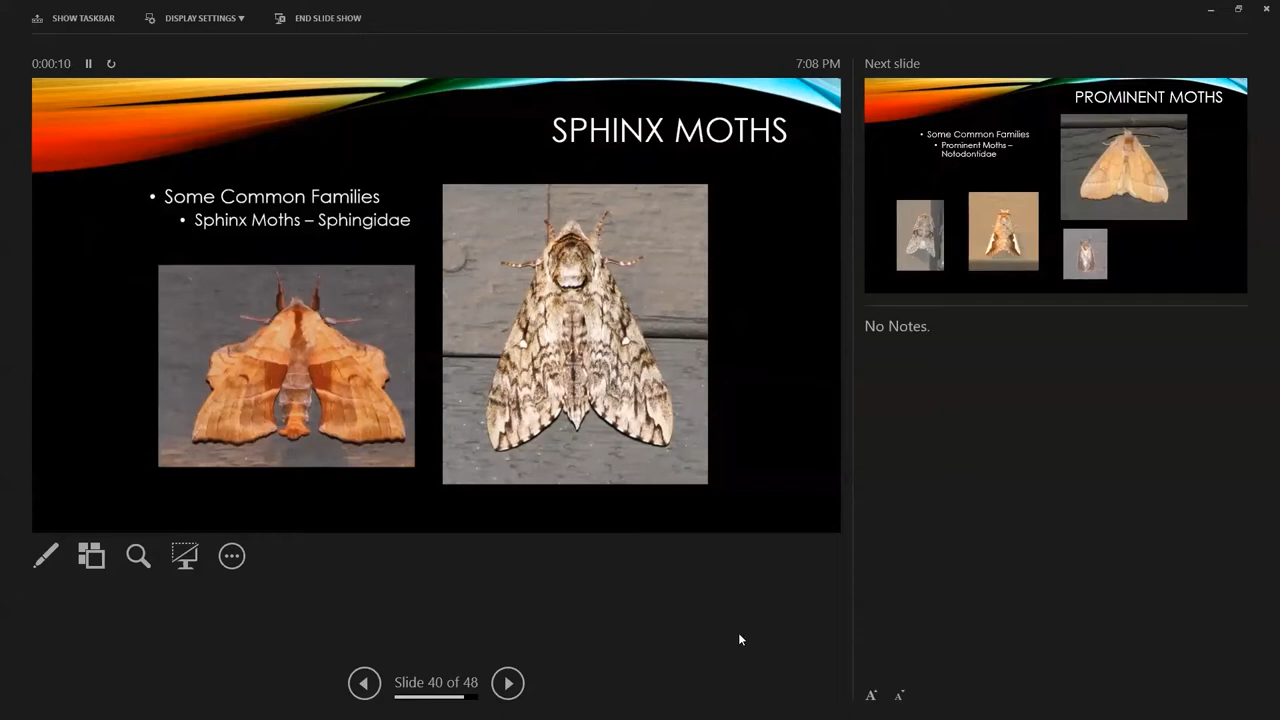 SHOW TASKBAR
DISPLAY SETTINGS ▼
END SLIDE SHOW
0:00:10
7:08 PM
SPHINX MOTHS
• Some Common Families
• Sphinx Moths – Sphingidae
Next slide
PROMINENT MOTHS
• Some Common Families
• Prominent Moths –
Notodontidae
No Notes.
Slide 40 of 48
A
A